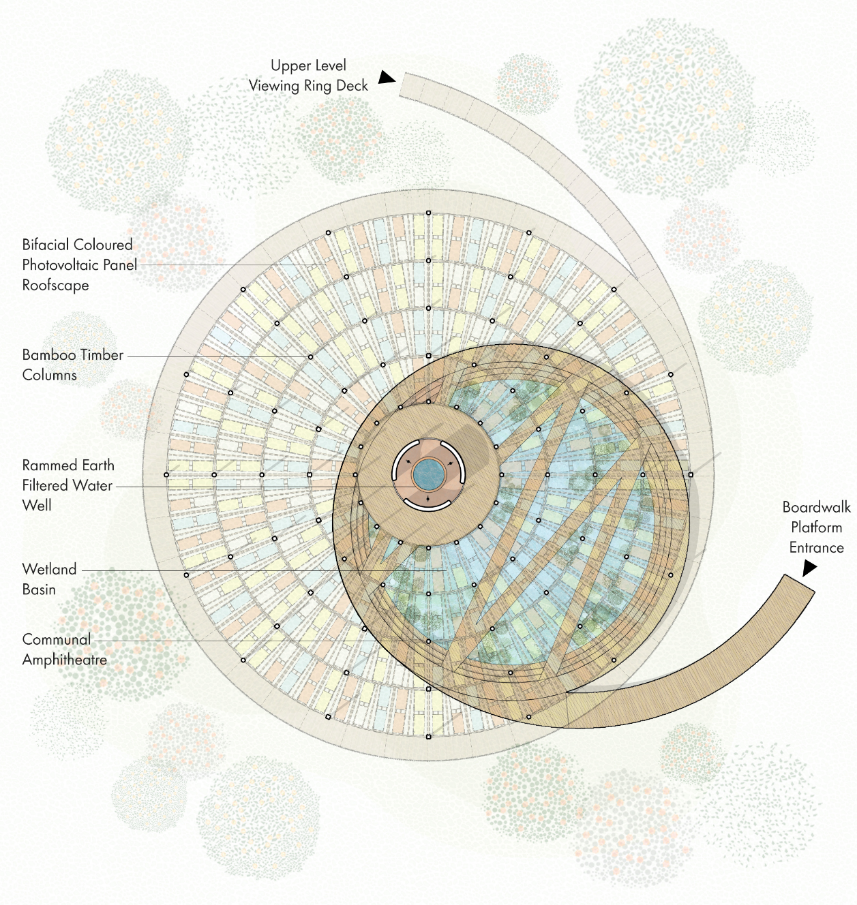 Upper Level
Viewing Ring Deck
Bifacial Coloured
Photovoltaic Panel
Roofscape
Bamboo Timber
Columns
Rammed Earth
Filtered Water
Well
Boardwalk
Platform
Entrance
Wetland
Basin
Communal
Amphitheatre